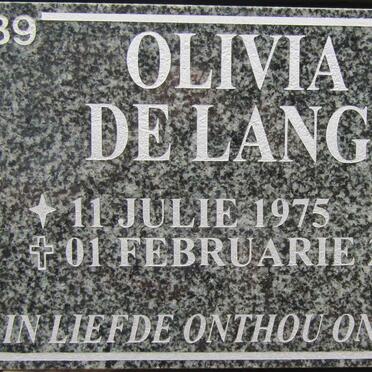 39
OLIVIA
DE LANG
11 JULIE 1975
01 FEBRUARIE
IN LIEFDE ONTHOU ON